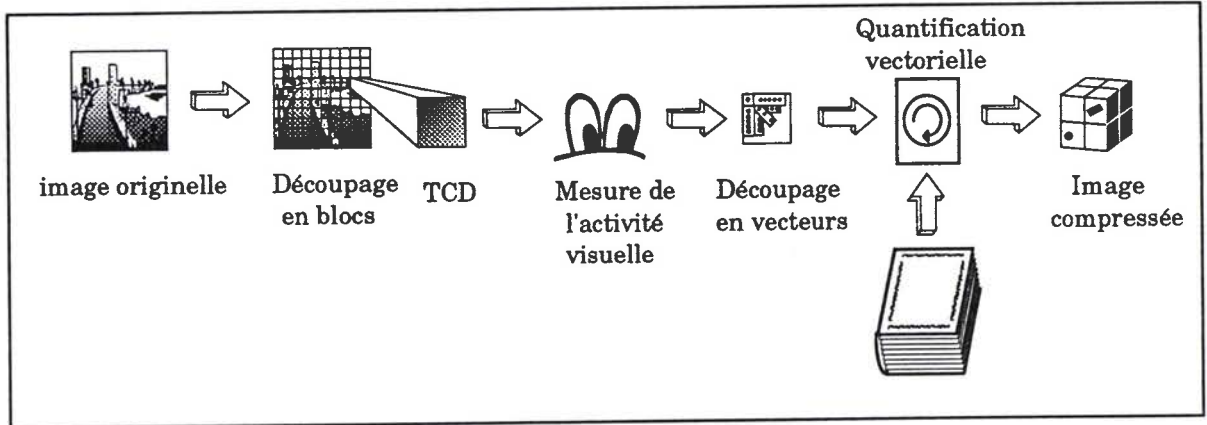 image originelle
Découpage
en blocs
TCD
Mesure de
l'activité
visuelle
Découpage
en vecteurs
Quantification
vectorielle
Image
compressée